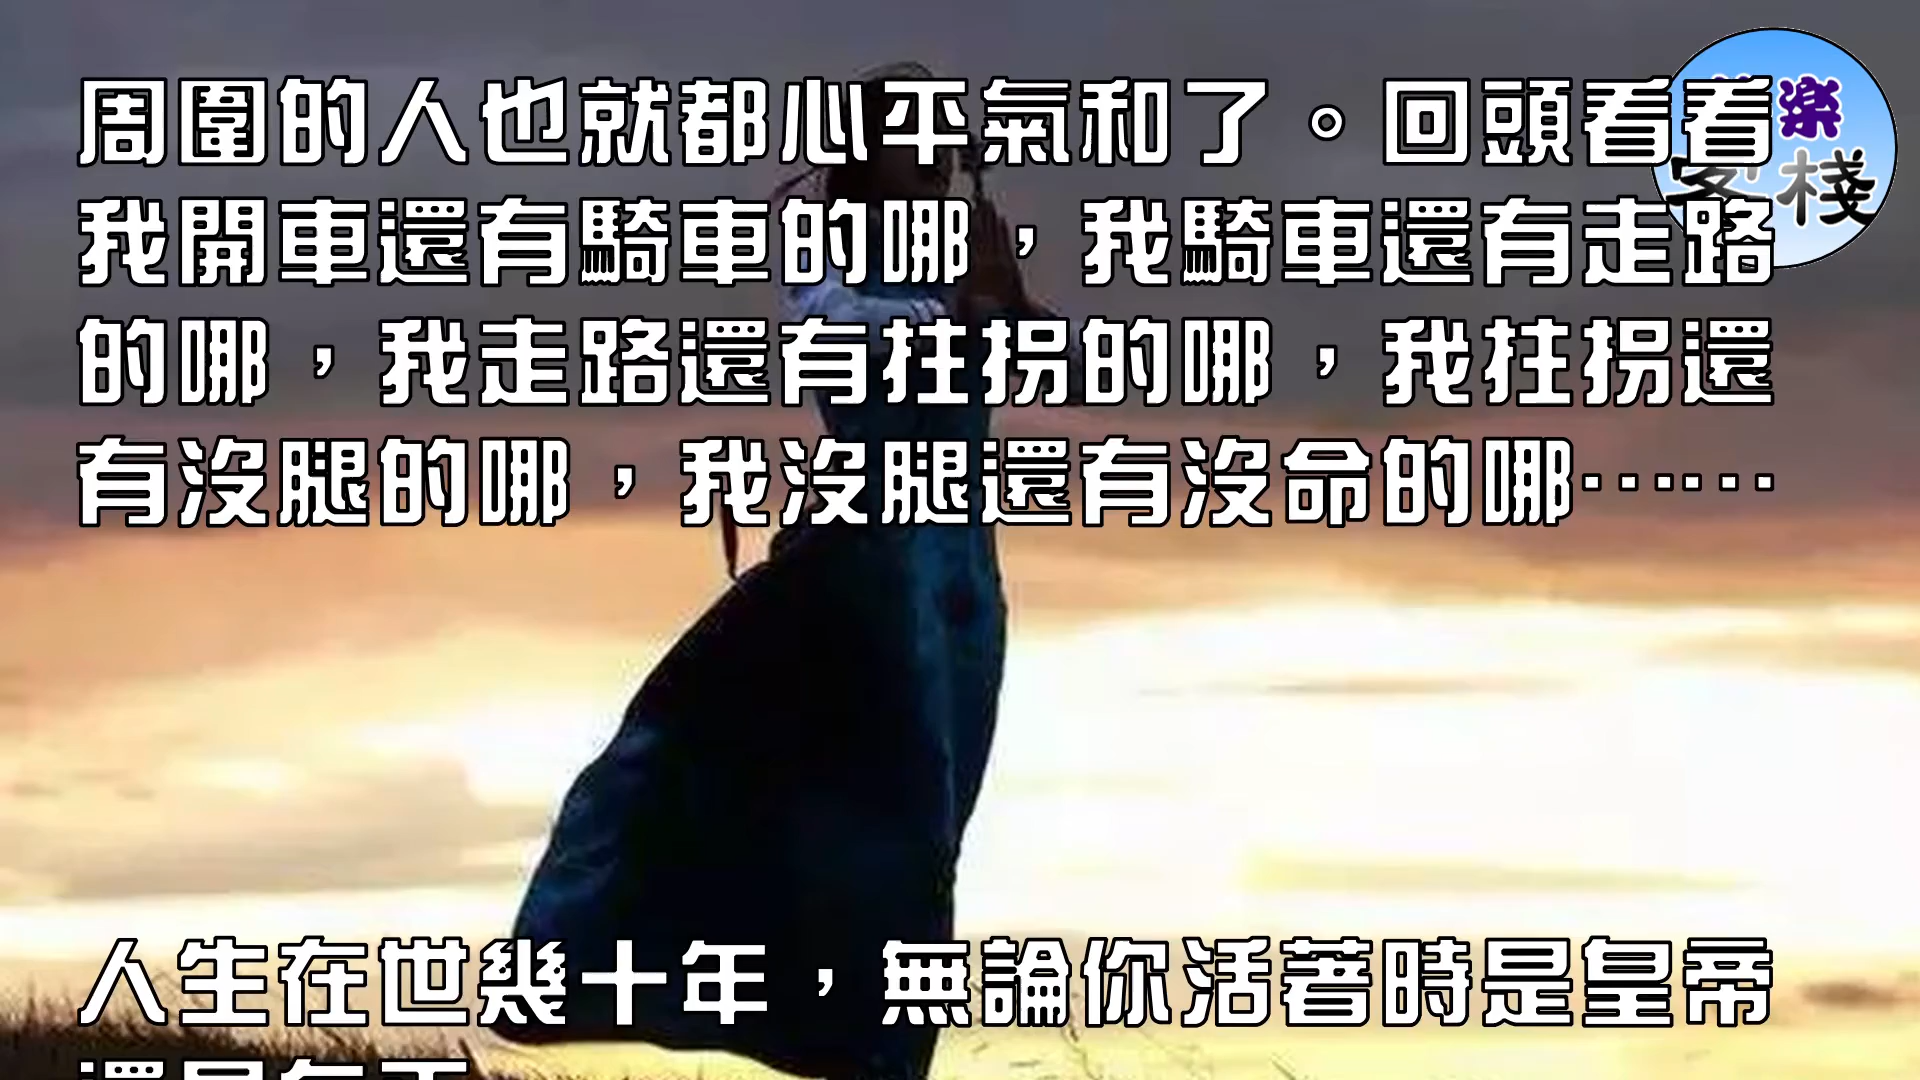 周圍的人也就都心平氣和了。回頭看看
我開車還有騎車的哪，我騎車還有走路
的哪，我走路還有拄拐的哪，我拄拐還
有沒腿的哪，我沒腿還有沒命的哪……
人生在世幾十年，無論你活著時是皇帝
楽
客棧